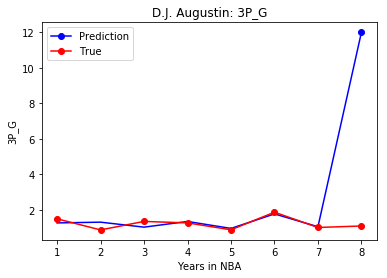 D.J. Augustin: 3P_G
Prediction
True
3P_G
12
10
8
6
4
2
1 2 3 4 5 6 7 8
Years in NBA